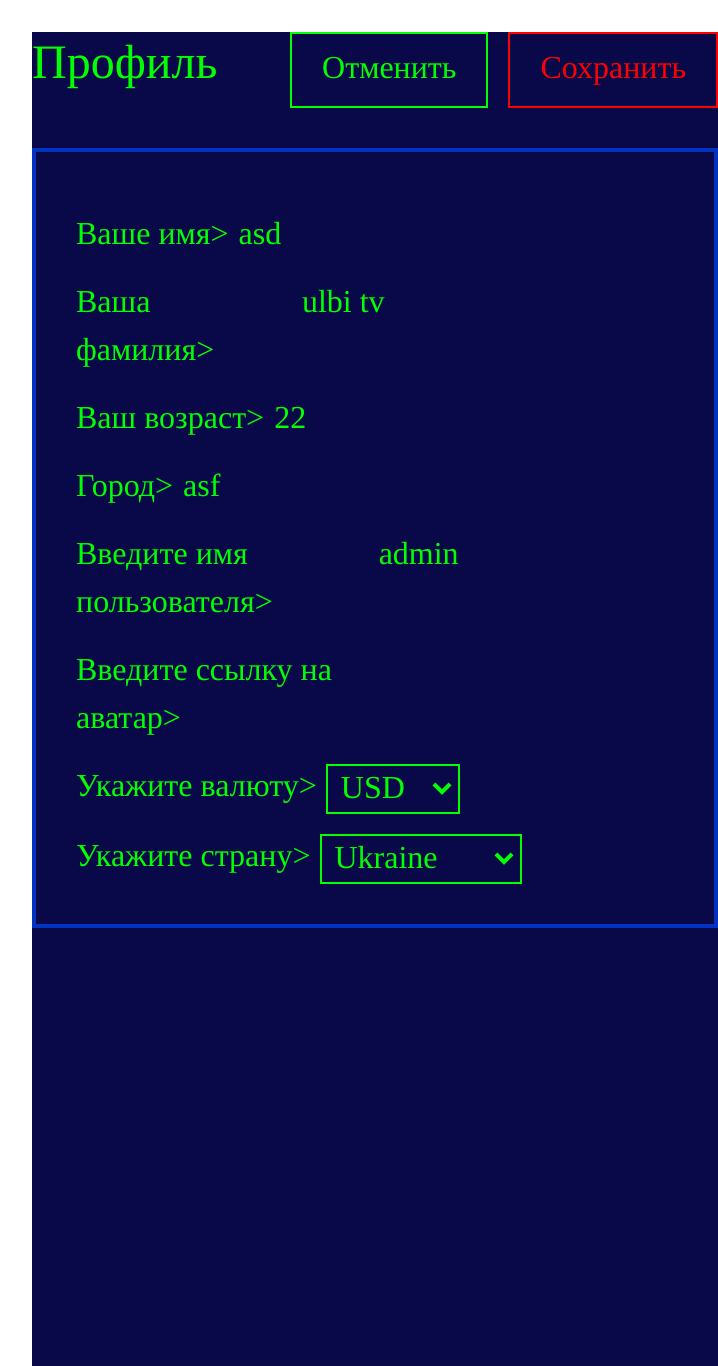 Профиль Отменить Сохранить
Ваше имя> asd
Ваша ulbi tv
фамилия>
Ваш возраст> 22
Город> asf
Введите имя admin
пользователя>
Введите ссылку на
аватар>
Укажите валюту> USD
Укажите страну> Ukraine